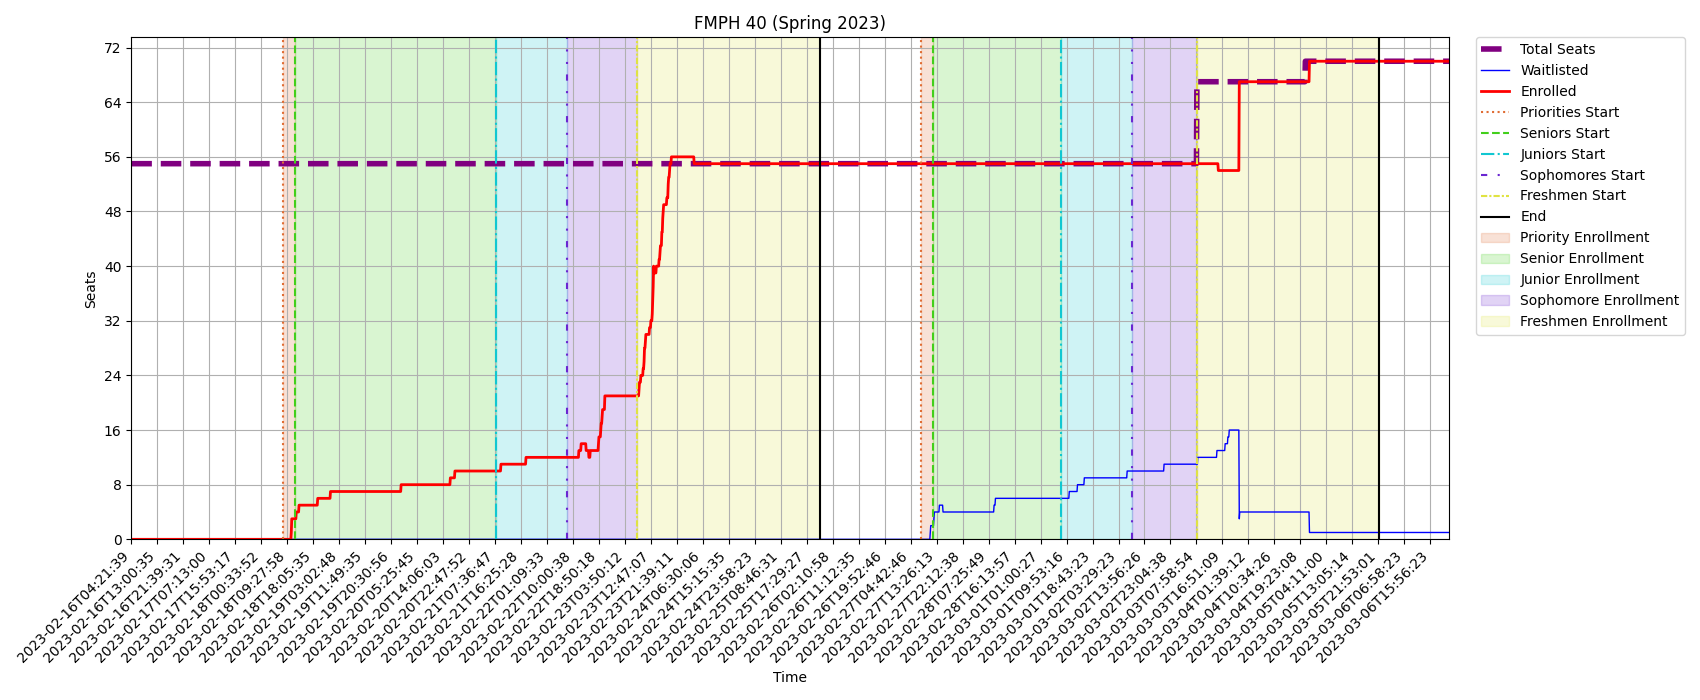 FMPH 40 (Spring 2023)
Seats
72
64
56
48
40
32
24
16
8
0
2023-02-16T04:21:39
2023-02-16T13:00:35
2023-02-16T21:39:31
2023-02-17T07:13:00
2023-02-17T15:53:17
2023-02-18T00:33:52
2023-02-18T09:27:58
2023-02-18T18:05:35
2023-02-19T03:02:48
2023-02-19T11:49:35
2023-02-19T20:30:56
2023-02-20T05:25:45
2023-02-20T14:06:03
2023-02-20T22:47:52
2023-02-21T07:36:47
2023-02-21T16:25:28
2023-02-22T01:09:33
2023-02-22T10:00:38
2023-02-22T18:50:18
2023-02-23T03:50:12
2023-02-23T12:47:07
2023-02-23T21:39:11
2023-02-24T06:30:06
2023-02-24T15:15:35
2023-02-24T23:58:23
2023-02-25T08:46:31
2023-02-25T17:29:27
2023-02-26T02:10:58
2023-02-26T11:12:35
2023-02-26T19:52:46
2023-02-27T04:42:46
2023-02-27T13:26:13
2023-02-27T22:12:38
2023-02-28T07:25:49
2023-02-28T16:13:57
2023-03-01T01:00:27
2023-03-01T09:53:16
2023-03-01T18:43:23
2023-03-02T03:29:23
2023-03-02T13:56:26
2023-03-02T23:04:38
2023-03-03T07:58:54
2023-03-03T16:51:09
2023-03-04T01:39:12
2023-03-04T10:34:26
2023-03-04T19:23:08
2023-03-05T04:11:00
2023-03-05T13:05:14
2023-03-05T21:53:01
2023-03-06T06:58:23
2023-03-06T15:56:23
Time
Total Seats
Waitlisted
Enrolled
Priorities Start
Seniors Start
Juniors Start
Sophomores Start
Freshmen Start
End
Priority Enrollment
Senior Enrollment
Junior Enrollment
Sophomore Enrollment
Freshmen Enrollment